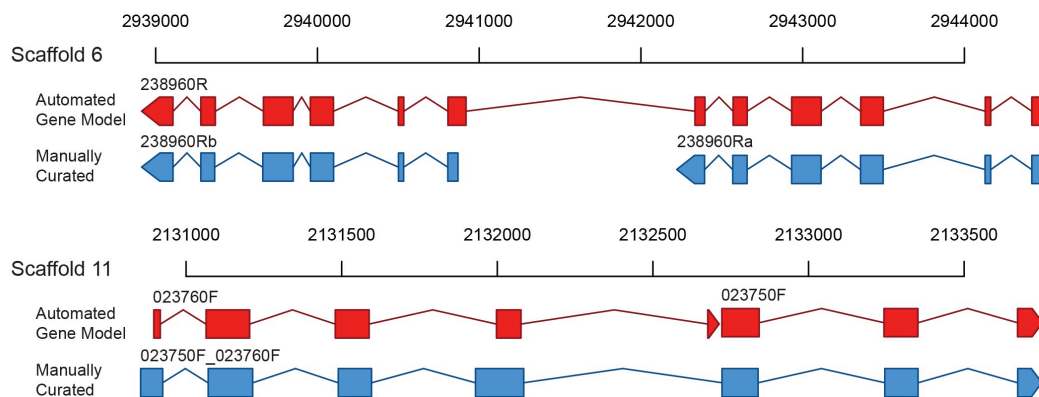 2939000 2940000 2941000 2942000 2943000 2944000
Scaffold 6
238960R
Automated
Gene Model
238960Rb 238960Ra
Manually
Curated
2131000 2131500 2132000 2132500 2133000 2133500
Scaffold 11
023760F 023750F
Automated
Gene Model
023750F_023760F
Manually
Curated